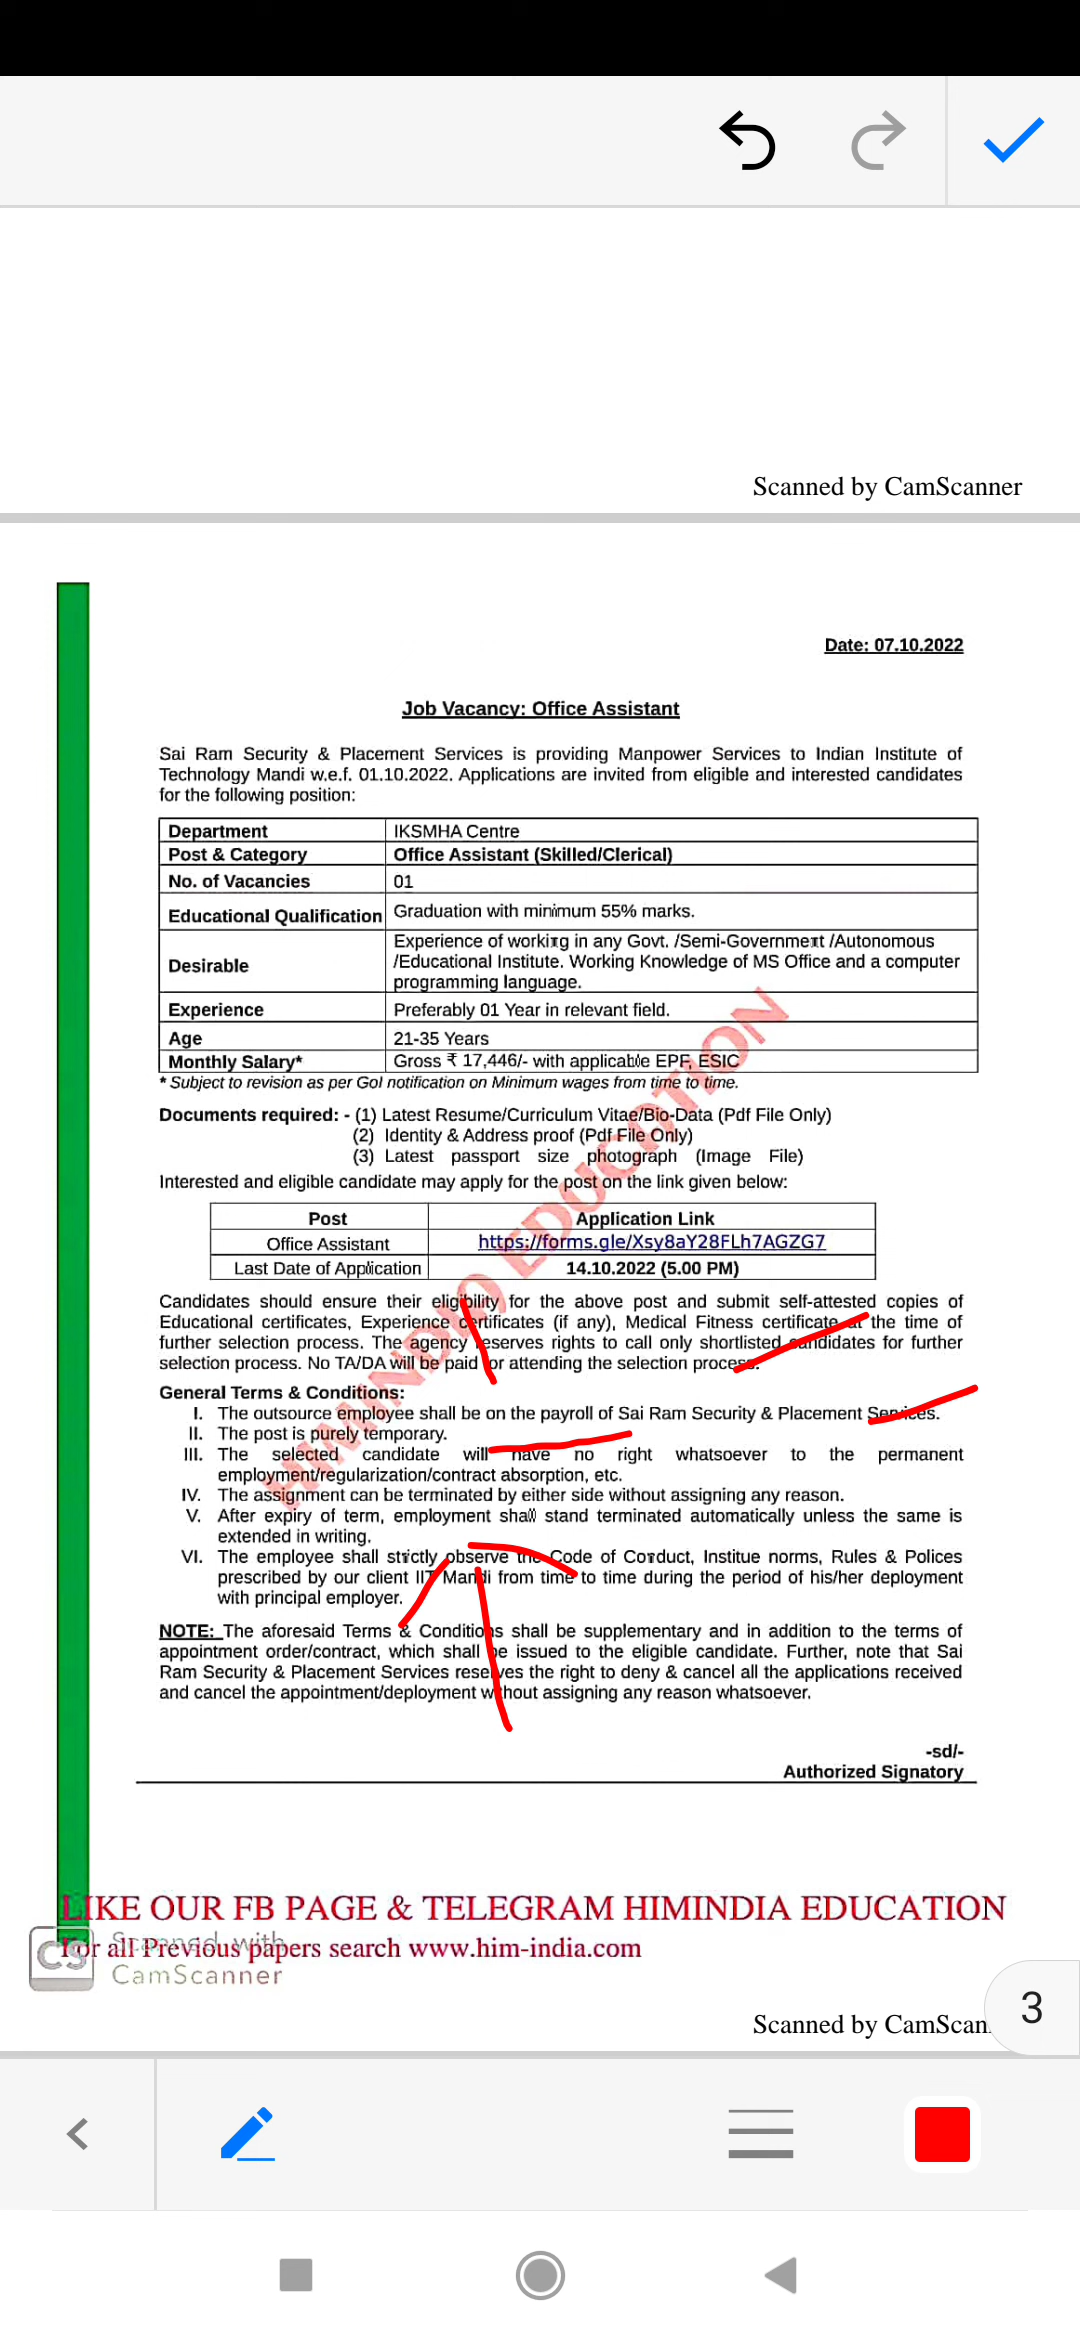 Scanned by CamScanner
Date: 07.10.2022
Job Vacancy: Office Assistant
Sai Ram Security & Placement Services is providing Manpower Services to Indian Institute of
Technology Mandi w.e.f. 01.10.2022. Applications are invited from eligible and interested candidates
for the following position:
Department IKSMHA Centre
Post & Category Office Assistant (Skilled/Clerical)
No. of Vacancies 01
Educational Qualification Graduation with minimum 55% marks.
Desirable Experience of working in any Govt. /Semi-Government /Autonomous
/Educational Institute. Working Knowledge of MS Office and a computer
programming language.
Experience Preferably 01 Year in relevant field.
Age 21-35 Years
Monthly Salary* Gross ₹ 17,446/- with applicable EPF, ESIC
* Subject to revision as per GoI notification on Minimum wages from time to time.
Documents required: - (1) Latest Resume/Curriculum Vitae/Bio-Data (Pdf File Only)
(2) Identity & Address proof (Pdf File Only)
(3) Latest passport size photograph (Image File)
Interested and eligible candidate may apply for the post on the link given below:
Post Application Link
Office Assistant https://forms.gle/Xsy8aY28FLh7AGZG7
Last Date of Application 14.10.2022 (5.00 PM)
Candidates should ensure their eligibility for the above post and submit self-attested copies of
Educational certificates, Experience certificates (if any), Medical Fitness certificate at the time of
further selection process. The agency reserves rights to call only shortlisted candidates for further
selection process. No TA/DA will be paid for attending the selection process.
General Terms & Conditions:
I. The outsource employee shall be on the payroll of Sai Ram Security & Placement Services.
II. The post is purely temporary.
III. The selected candidate will have no right whatsoever to the permanent
employment/regularization/contract absorption, etc.
IV. The assignment can be terminated by either side without assigning any reason.
V. After expiry of term, employment shall stand terminated automatically unless the same is
extended in writing.
VI. The employee shall strictly observe the Code of Conduct, Institue norms, Rules & Polices
prescribed by our client IIT Mandi from time to time during the period of his/her deployment
with principal employer.
NOTE: The aforesaid Terms & Conditions shall be supplementary and in addition to the terms of
appointment order/contract, which shall be issued to the eligible candidate. Further, note that Sai
Ram Security & Placement Services reserves the right to deny & cancel all the applications received
and cancel the appointment/deployment without assigning any reason whatsoever.
-sd/-
Authorized Signatory
HIMINDIA EDUCOTION
LIKE OUR FB PAGE & TELEGRAM HIMINDIA EDUCATION
For all Previous papers search www.him-india.com
CS Scanned with
CamScanner
Scanned by CamScan
3